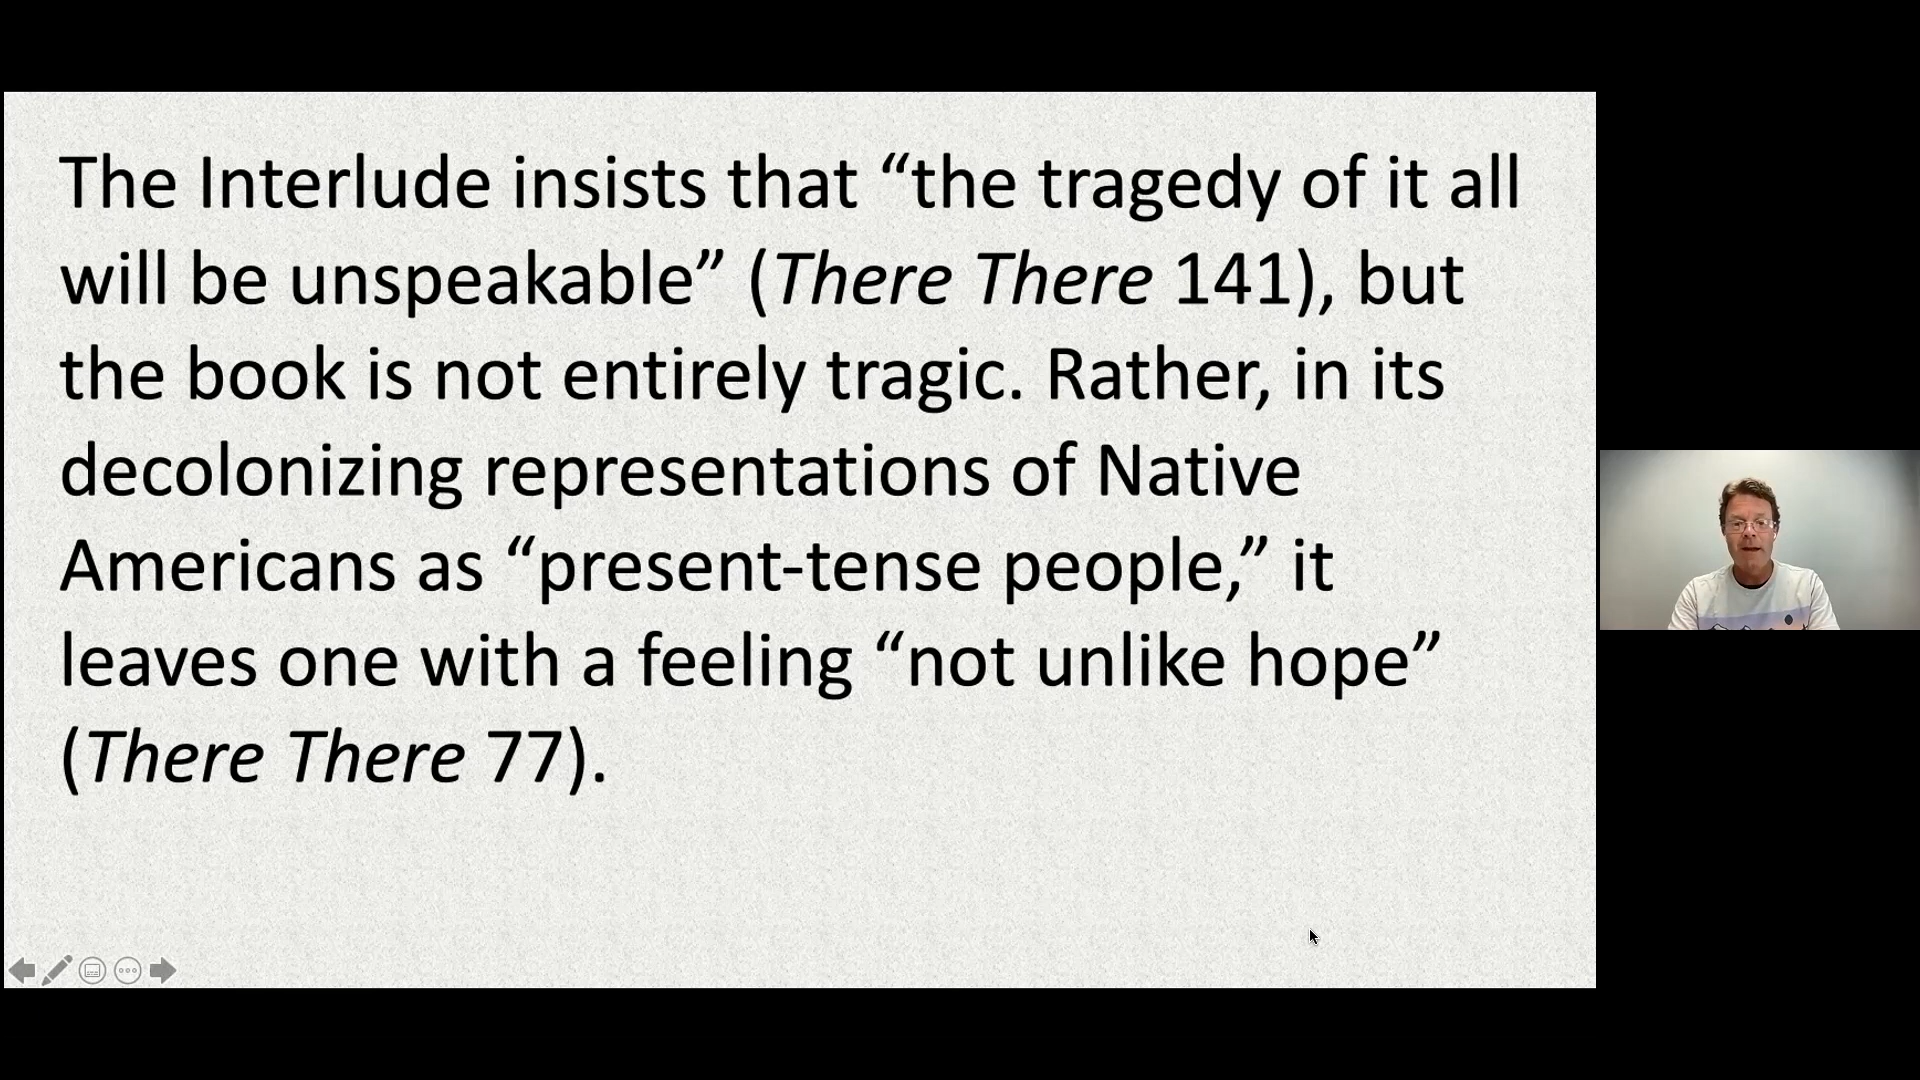 The Interlude insists that “the tragedy of it all
will be unspeakable” (There There 141), but
the book is not entirely tragic. Rather, in its
decolonizing representations of Native
Americans as “present-tense people,” it
leaves one with a feeling “not unlike hope”
(There There 77).